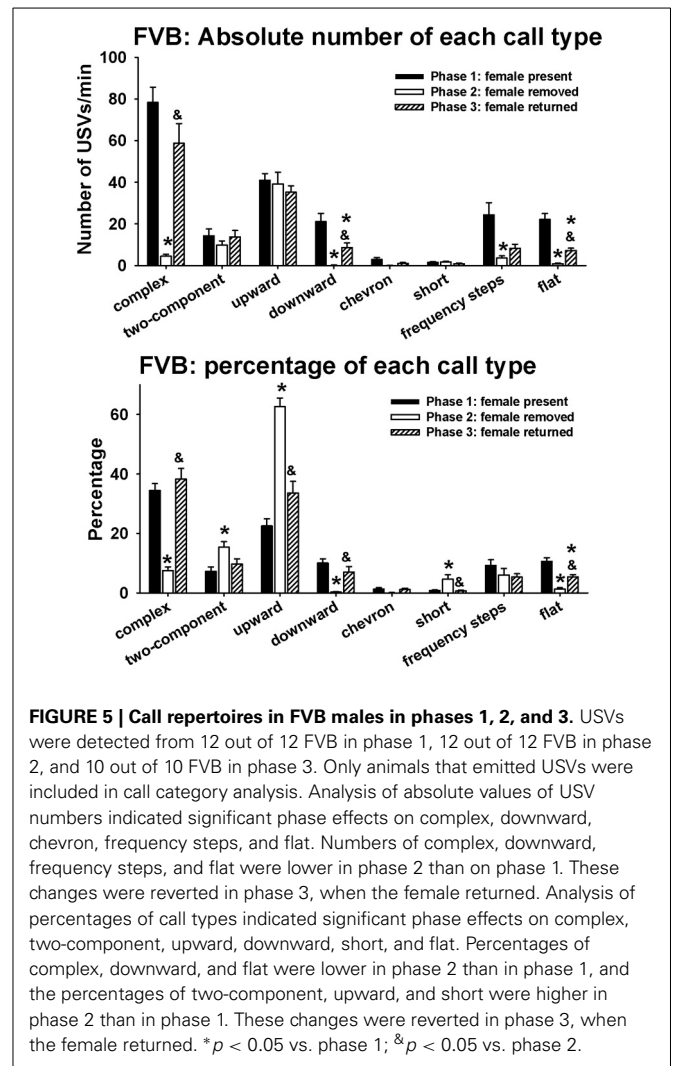 FVB: Absolute number of each call type
Number of USVs/min
100
80
60
40
20
0
Phase 1: female present
Phase 2: female removed
Phase 3: female returned
*
&
*
*
&
*
*
*
&
complex
two-component
upward
downward
chevron
short
frequency steps
flat
FVB: percentage of each call type
Percentage
60
40
20
0
Phase 1: female present
Phase 2: female removed
Phase 3: female returned
*
&
*
*
&
*
&
*
&
*
*
&
complex
two-component
upward
downward
chevron
short
frequency steps
flat
FIGURE 5 | Call repertoires in FVB males in phases 1, 2, and 3. USVs
were detected from 12 out of 12 FVB in phase 1, 12 out of 12 FVB in phase
2, and 10 out of 10 FVB in phase 3. Only animals that emitted USVs were
included in call category analysis. Analysis of absolute values of USV
numbers indicated significant phase effects on complex, downward,
chevron, frequency steps, and flat. Numbers of complex, downward,
frequency steps, and flat were lower in phase 2 than on phase 1. These
changes were reverted in phase 3, when the female returned. Analysis of
percentages of call types indicated significant phase effects on complex,
two-component, upward, downward, short, and flat. Percentages of
complex, downward, and flat were lower in phase 2 than in phase 1, and
the percentages of two-component, upward, and short were higher in
phase 2 than in phase 1. These changes were reverted in phase 3, when
the female returned. *p < 0.05 vs. phase 1; &p < 0.05 vs. phase 2.